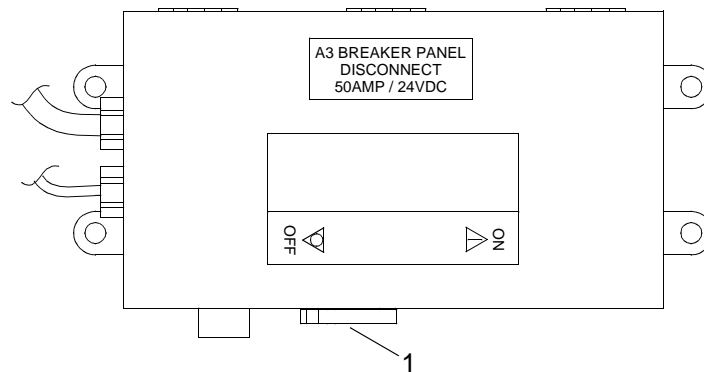 A3 BREAKER PANEL
DISCONNECT
50AMP / 24VDC
OFF
ON
1